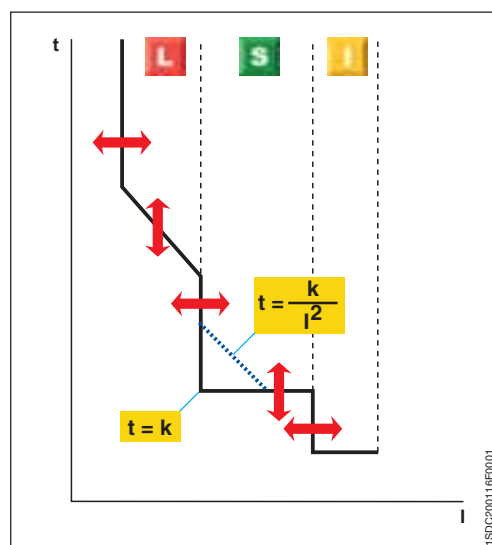 t
L S I
t = k / I²
t = k
I
1SDC200116F0001